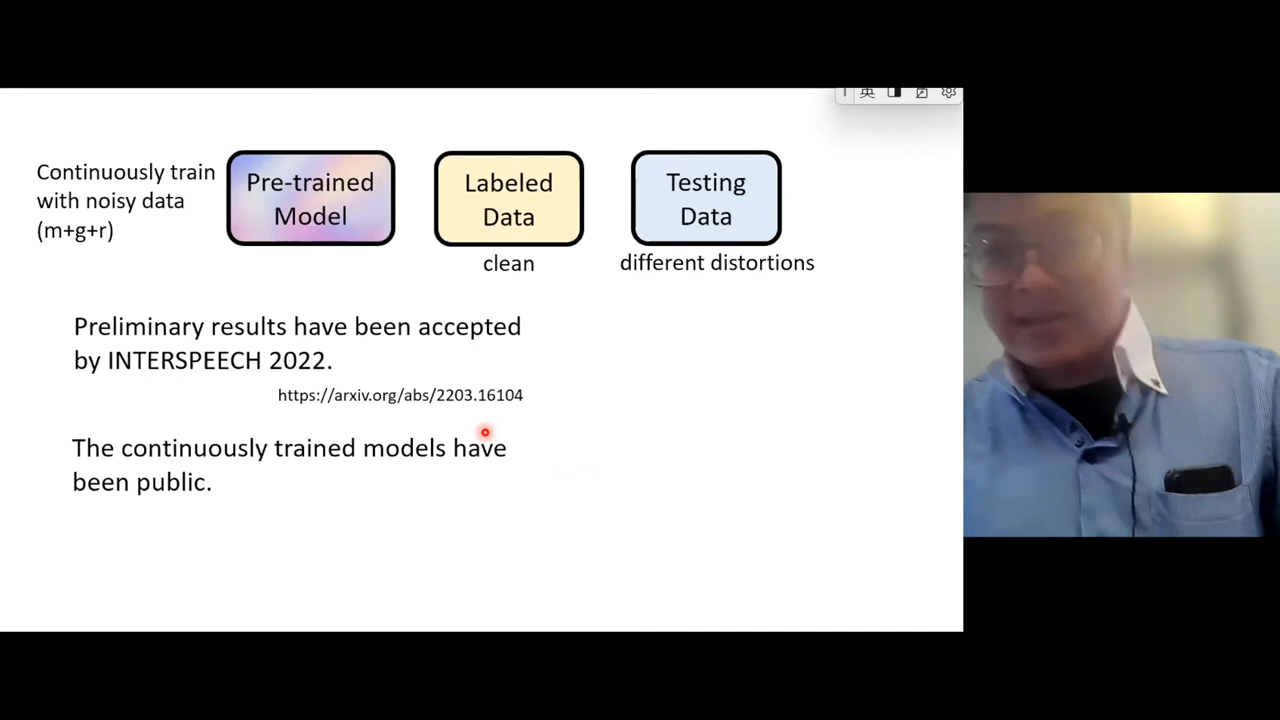 英
Continuously train
with noisy data
(m+g+r)
Pre-trained
Model
Labeled
Data
clean
Testing
Data
different distortions
Preliminary results have been accepted
by INTERSPEECH 2022.
https://arxiv.org/abs/2203.16104
The continuously trained models have
been public.